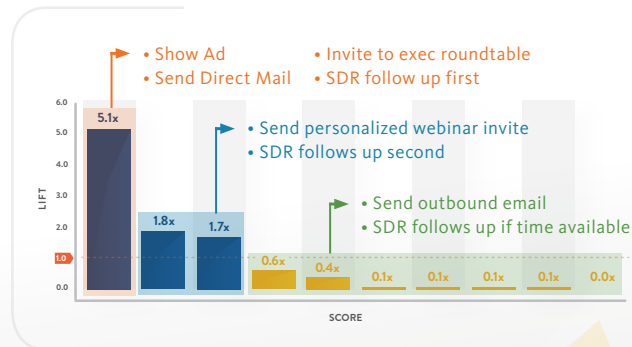 • Show Ad
• Send Direct Mail
• Invite to exec roundtable
• SDR follow up first
• Send personalized webinar invite
• SDR follows up second
• Send outbound email
• SDR follows up if time available
LIFT
6.0
5.0
4.0
3.0
2.0
1.0
0.0
5.1x
1.8x
1.7x
0.6x
0.4x
0.1x
0.1x
0.1x
0.1x
0.0x
SCORE